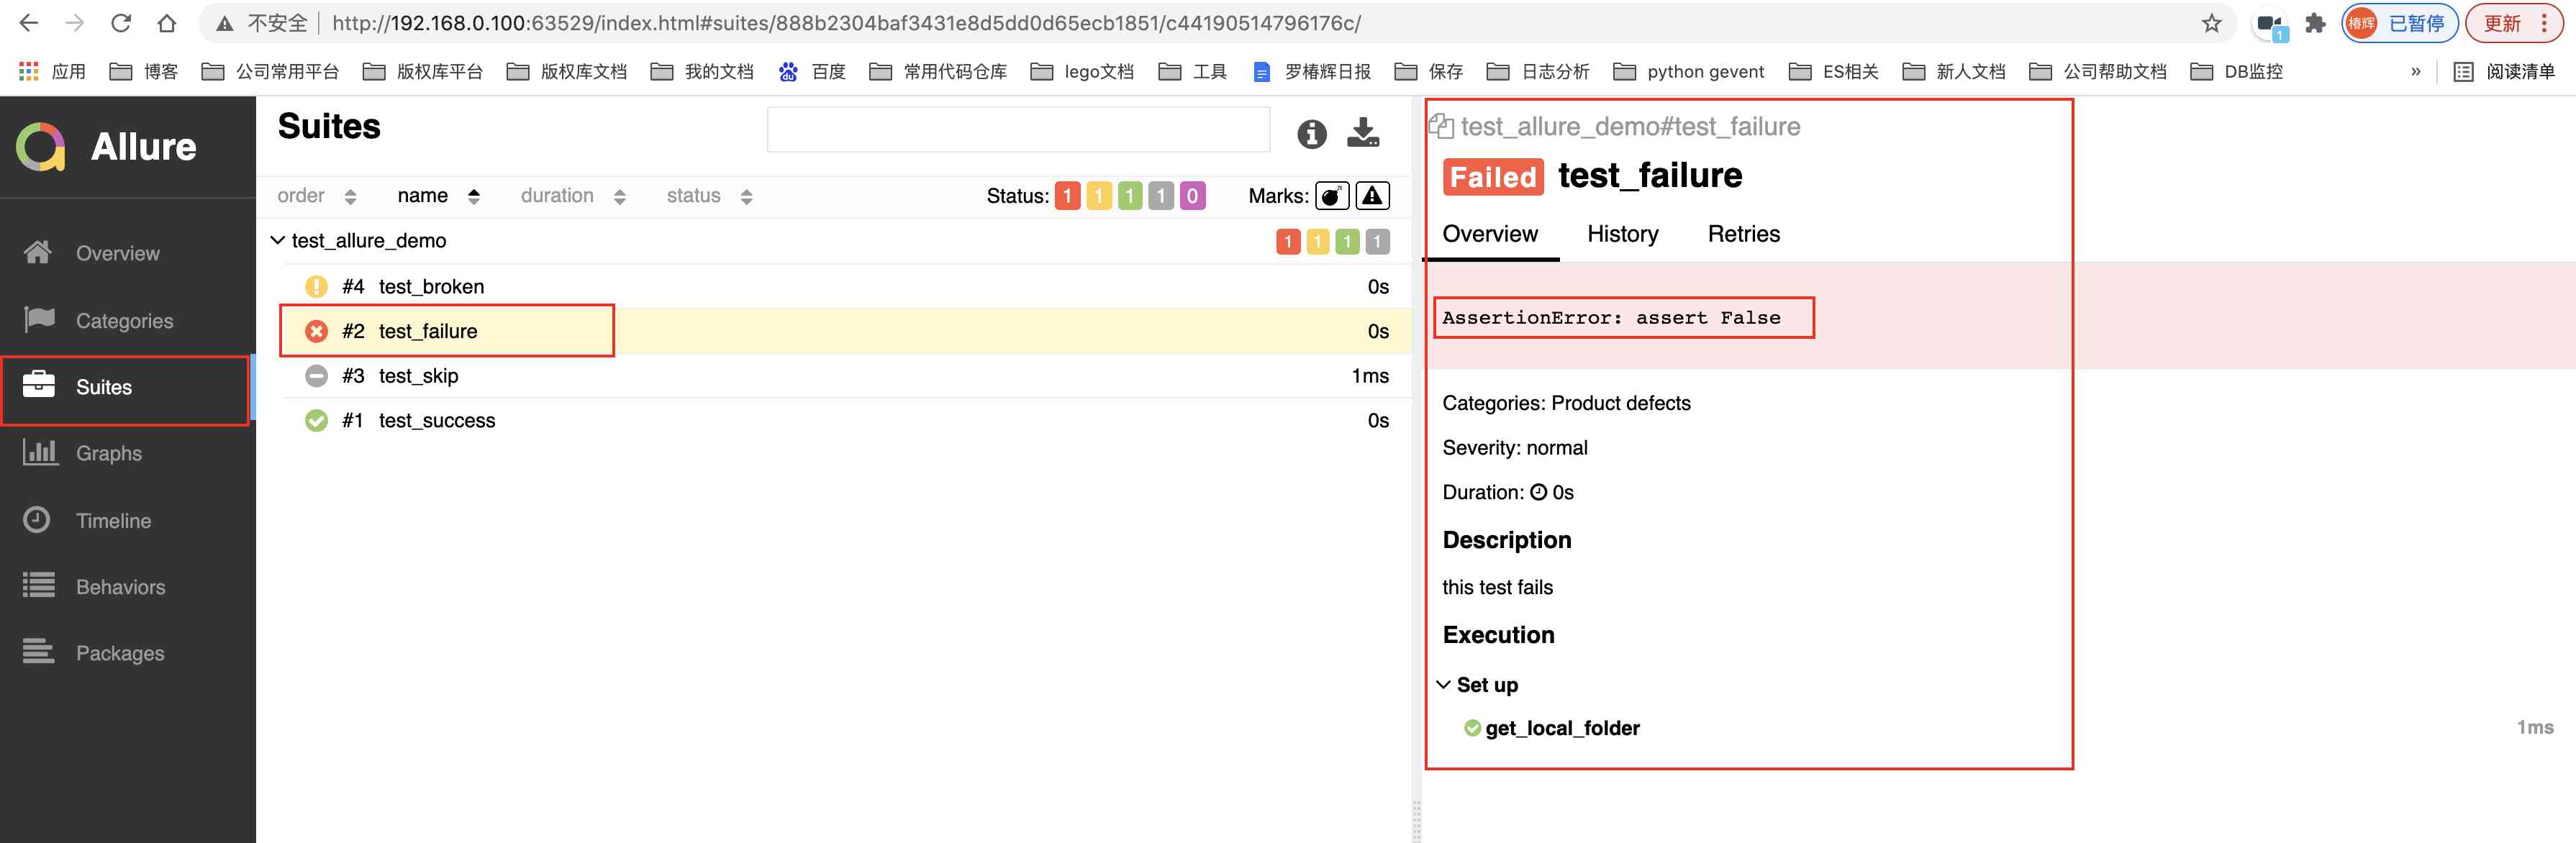 不安全 http://192.168.0.100:63529/index.html#suites/888b2304baf3431e8d5dd0d65ecb1851/c44190514796176c/
1
椿辉 已暂停
更新
应用 博客 公司常用平台 版权库平台 版权库文档 我的文档 百度 常用代码仓库 lego文档 工具 罗椿辉日报 保存 日志分析 python gevent ES相关 新人文档 公司帮助文档 DB监控 » 阅读清单
Allure
Overview
Categories
Suites
Graphs
Timeline
Behaviors
Packages
Suites
order name duration status Status: 1 1 1 1 0 Marks:
test_allure_demo 1 1 1 1
#4 test_broken 0s
#2 test_failure 0s
#3 test_skip 1ms
#1 test_success 0s
test_allure_demo#test_failure
Failed test_failure
Overview History Retries
AssertionError: assert False
Categories: Product defects
Severity: normal
Duration: 0s
Description
this test fails
Execution
Set up
get_local_folder 1ms